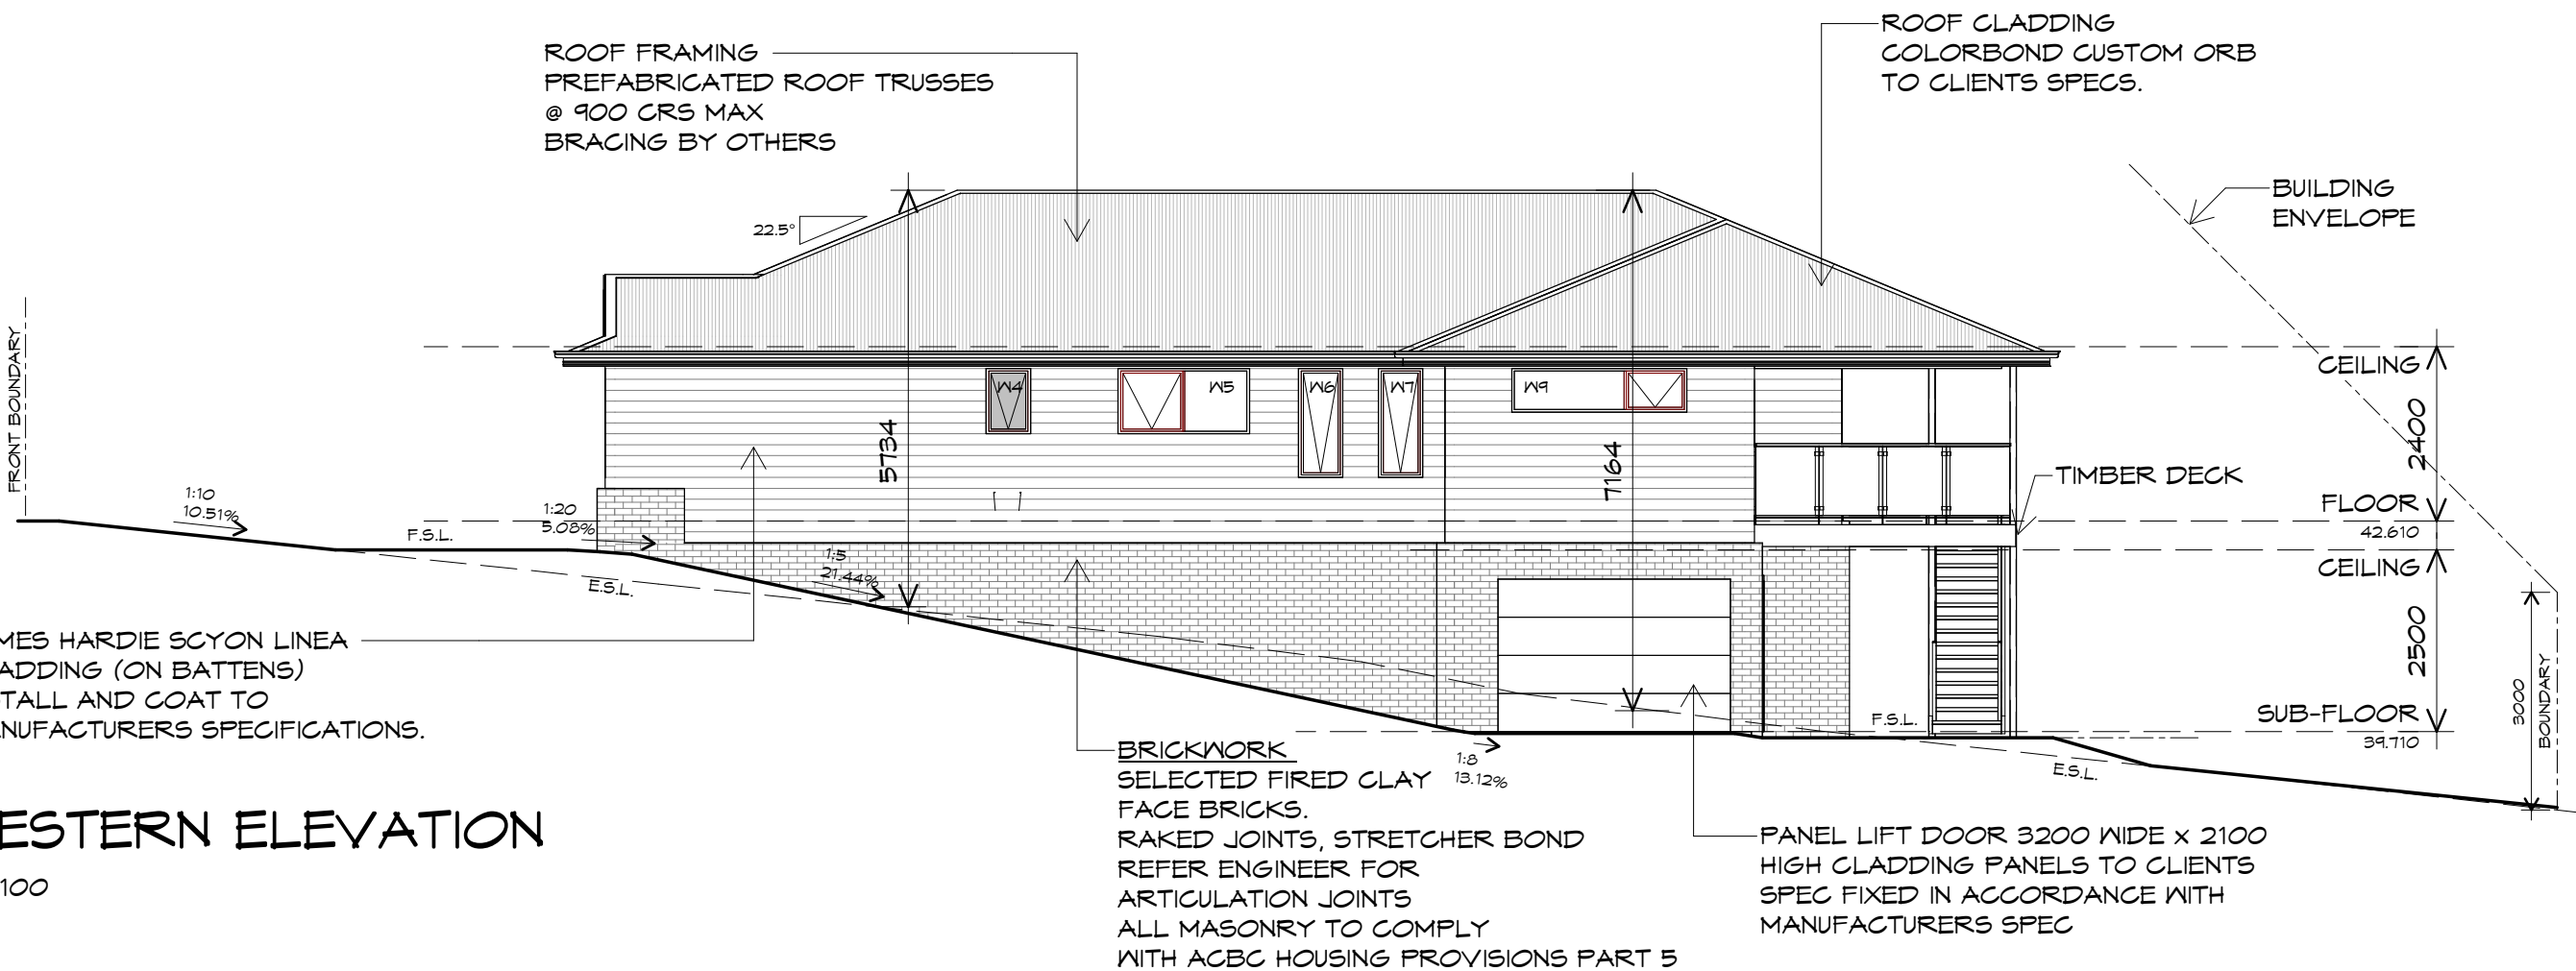 ROOF FRAMING
PREFABRICATED ROOF TRUSSES
@ 900 CRS MAX
BRACING BY OTHERS
ROOF CLADDING
COLORBOND CUSTOM ORB
TO CLIENTS SPECS.
BUILDING
ENVELOPE
22.5°
FRONT BOUNDARY
CEILING
2400
W4
W5
W6
W7
W9
5734
7164
TIMBER DECK
FLOOR
42.610
1:10
10.51%
F.S.L.
1:20
5.08%
1:5
21.44%
E.S.L.
CEILING
2500
SUB-FLOOR
39.710
3000
BOUNDARY
F.S.L.
E.S.L.
1:8
13.12%
MES HARDIE SCYON LINEA
ADDING (ON BATTENS)
TALL AND COAT TO
NUFACTURERS SPECIFICATIONS.
BRICKWORK
SELECTED FIRED CLAY
FACE BRICKS.
RAKED JOINTS, STRETCHER BOND
REFER ENGINEER FOR
ARTICULATION JOINTS
ALL MASONRY TO COMPLY
WITH ACBC HOUSING PROVISIONS PART 5
PANEL LIFT DOOR 3200 WIDE x 2100
HIGH CLADDING PANELS TO CLIENTS
SPEC FIXED IN ACCORDANCE WITH
MANUFACTURERS SPEC
ESTERN ELEVATION
100